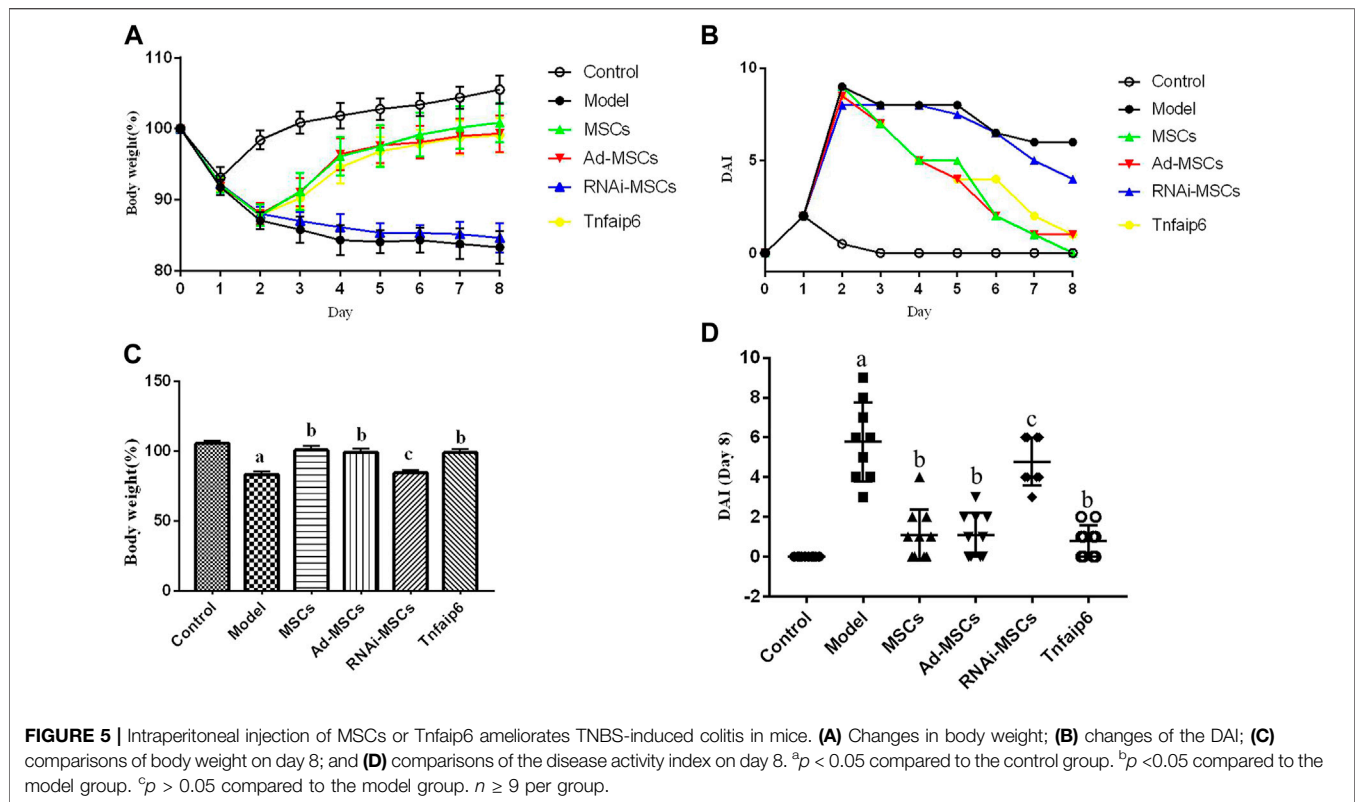 A
110
100
90
80
Body weight(%)
0 1 2 3 4 5 6 7 8
Day
Control
Model
MSCs
Ad-MSCs
RNAi-MSCs
Tnfaip6
B
10
5
0
DAI
0 1 2 3 4 5 6 7 8
Day
Control
Model
MSCs
Ad-MSCs
RNAi-MSCs
Tnfaip6
C
150
100
50
0
Body weight(%)
a
b
b
c
b
Control
Model
MSCs
Ad-MSCs
RNAi-MSCs
Tnfaip6
D
10
8
6
4
2
0
-2
DAI (Day 8)
a
b
b
c
b
Control
Model
MSCs
Ad-MSCs
RNAi-MSCs
Tnfaip6
FIGURE 5 | Intraperitoneal injection of MSCs or Tnfaip6 ameliorates TNBS-induced colitis in mice. (A) Changes in body weight; (B) changes of the DAI; (C)
comparisons of body weight on day 8; and (D) comparisons of the disease activity index on day 8. ᵃp < 0.05 compared to the control group. ᵇp <0.05 compared to the
model group. ᶜp > 0.05 compared to the model group. n ≥ 9 per group.